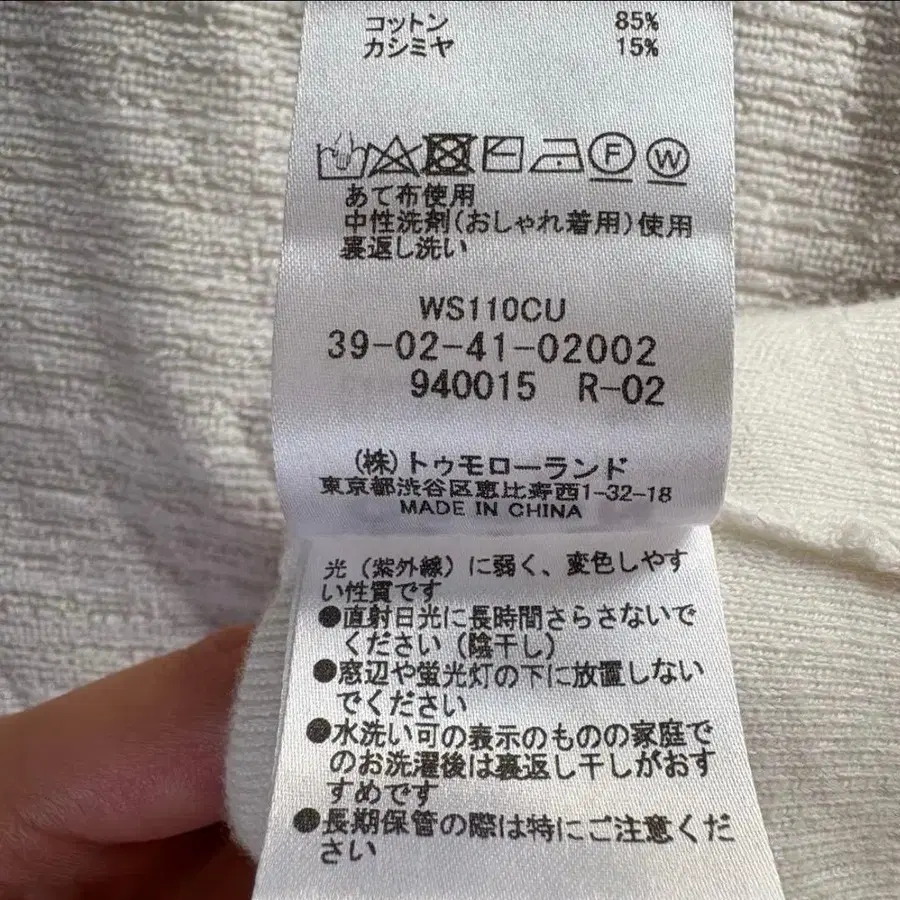 コットン 85%
カシミヤ 15%
F W
あて布使用
中性洗剤(おしゃれ着用)使用
裏返し洗い
WS110CU
39-02-41-02002
940015 R-02
(株)トゥモローランド
東京都渋谷区恵比寿西1-32-18
MADE IN CHINA
光(紫外線)に弱く、変色しやす
い性質です
●直射日光に長時間さらさないで
ください(陰干し)
●窓辺や蛍光灯の下に放置しない
でください
●水洗い可の表示のものの家庭で
のお洗濯後は裏返し干しがおす
すめです
●長期保管の際は特にご注意くだ
さい